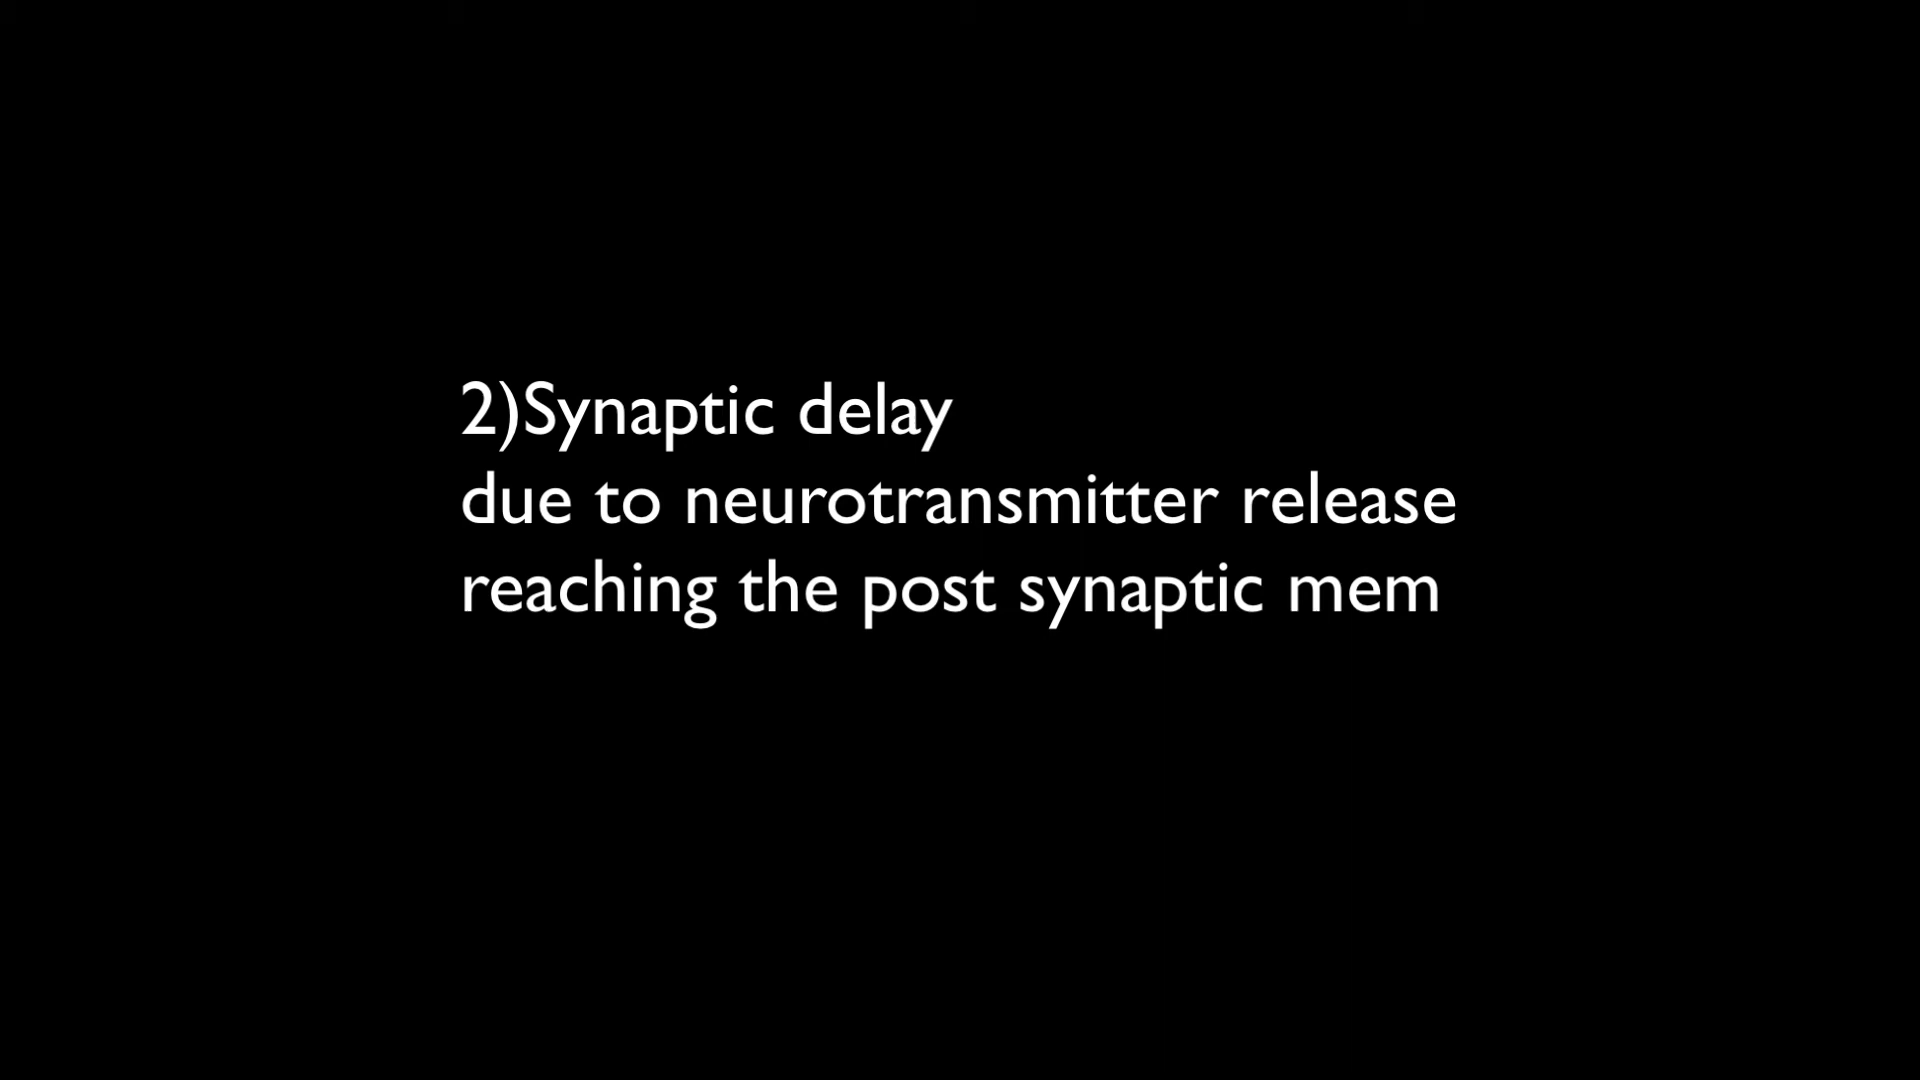 2)Synaptic delay
due to neurotransmitter release
reaching the post synaptic mem